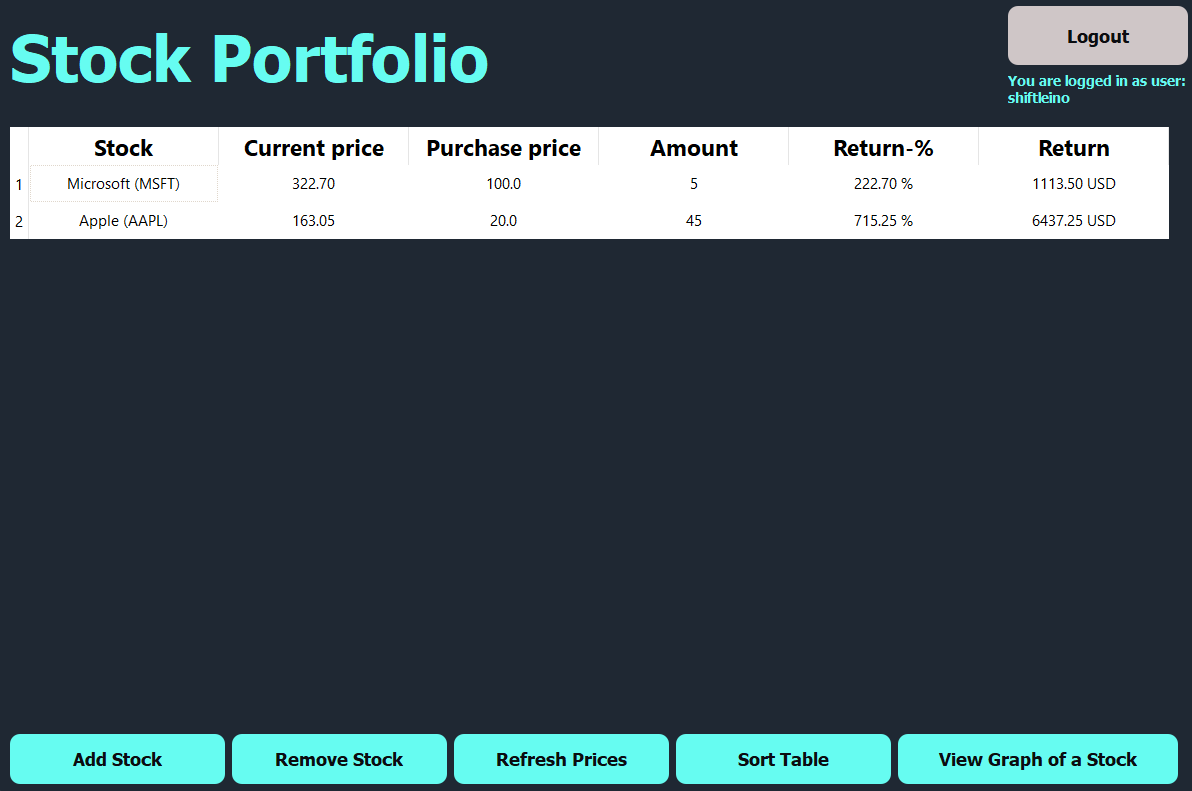 Stock Portfolio
Logout
You are logged in as user:
shiftleino
Stock Current price Purchase price Amount Return-% Return
1 Microsoft (MSFT) 322.70 100.0 5 222.70 % 1113.50 USD
2 Apple (AAPL) 163.05 20.0 45 715.25 % 6437.25 USD
Add Stock Remove Stock Refresh Prices Sort Table View Graph of a Stock